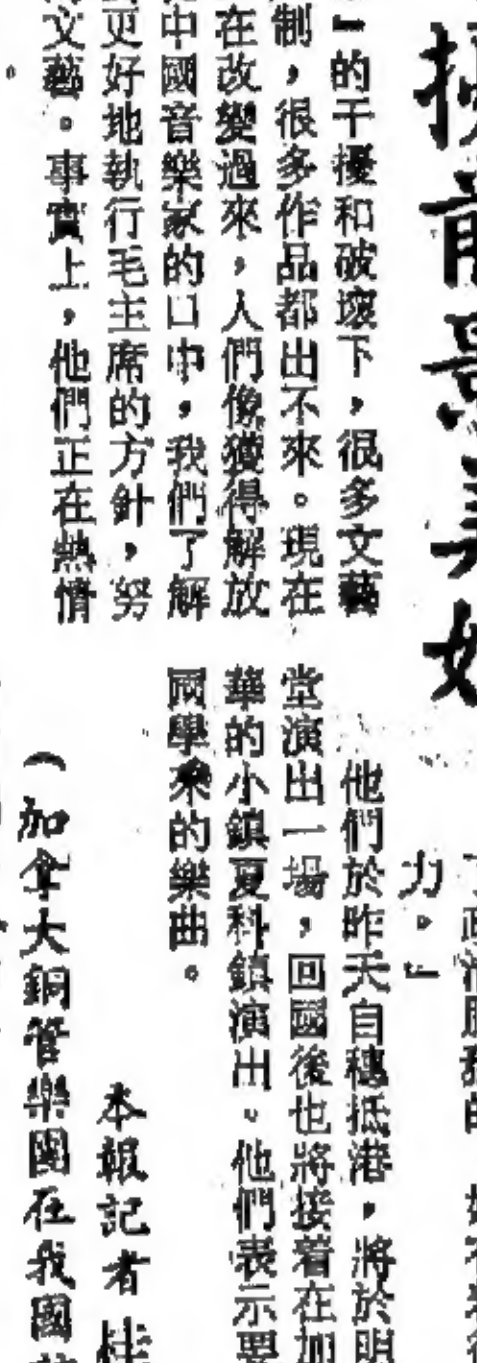 前景美好
」的干擾和破壞下，很多文藝
制，很多作品都出不來。現在
在改變過來，人們像獲得解放
中國音樂家的口中，我們了解
更好地執行毛主席的方針，努
文藝。事實上，他們正在熱情
。
力。」
他們於昨天自穗抵港，將於明
堂演出一場，回國後也將接着在加
華的小鎮夏科鎮演出。他們表示要
同學來的樂曲。
本報記者
（加拿大銅管樂團在我國